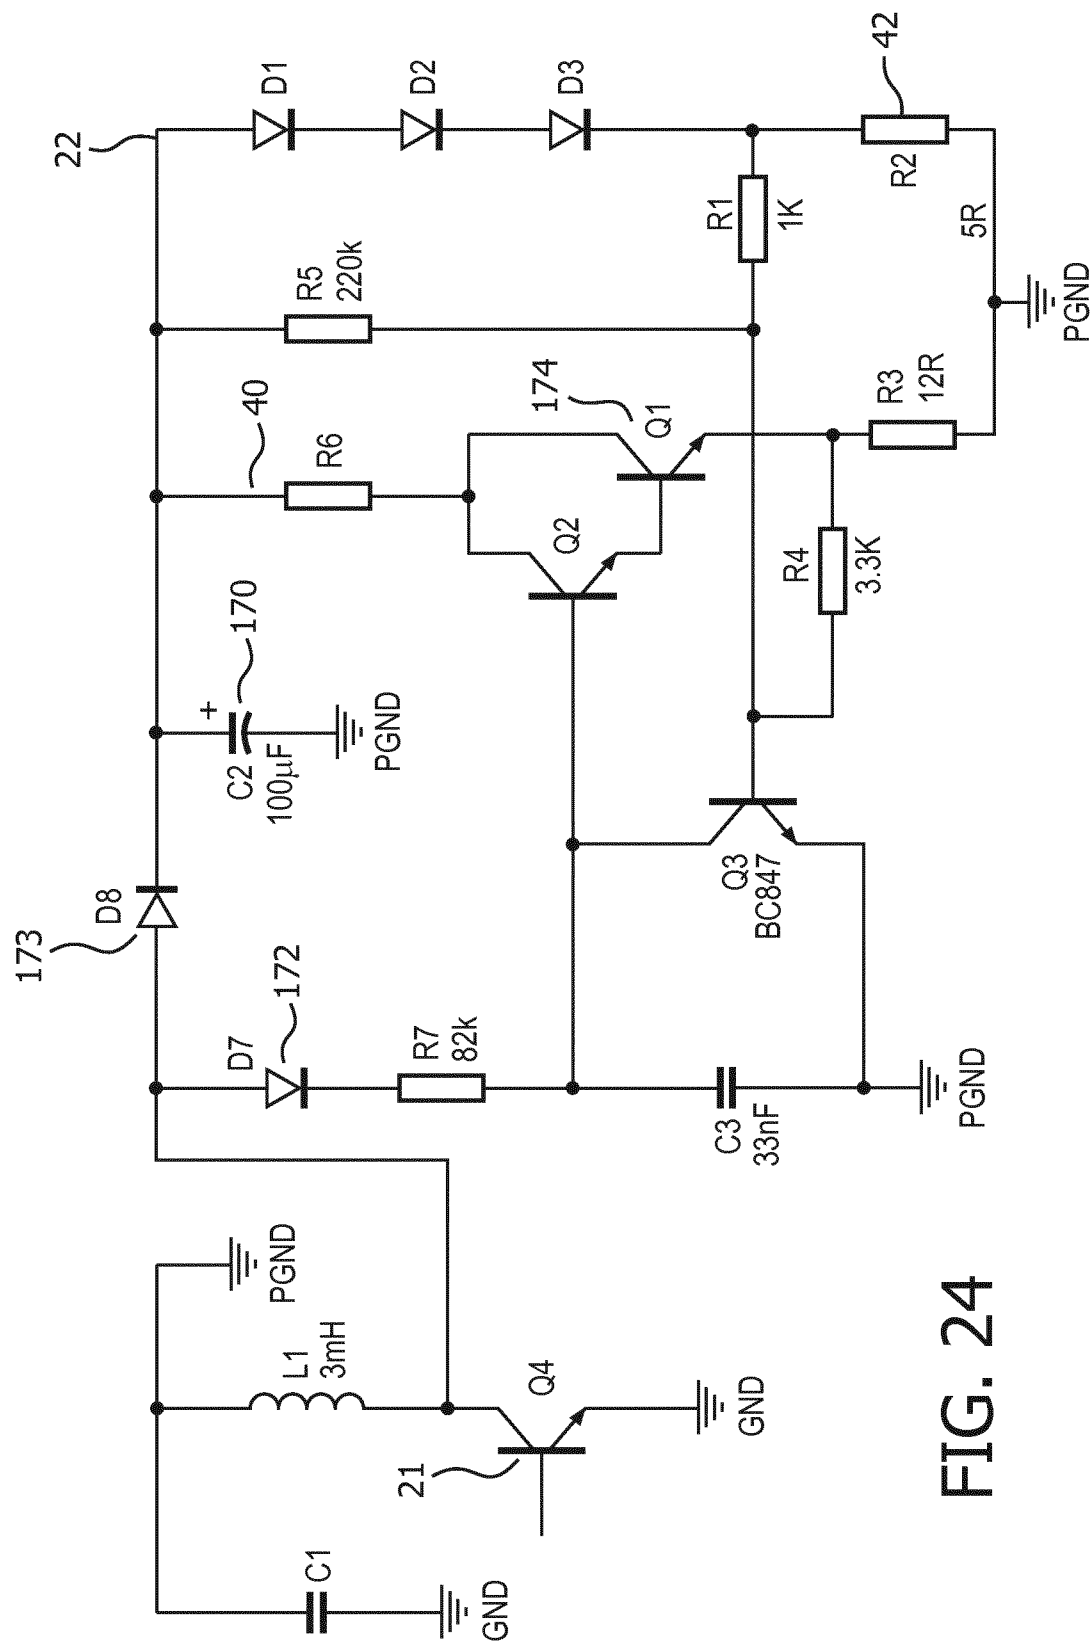 22
D1
D2
D3
42
R2
R1
1K
5R
PGND
R5
220k
40
R6
174
Q1
Q2
R3
12R
R4
3.3K
+
170
C2
100µF
PGND
173
D8
Q3
BC847
172
D7
R7
82k
C3
33nF
PGND
PGND
L1
3mH
Q4
21
GND
C1
GND
FIG. 24